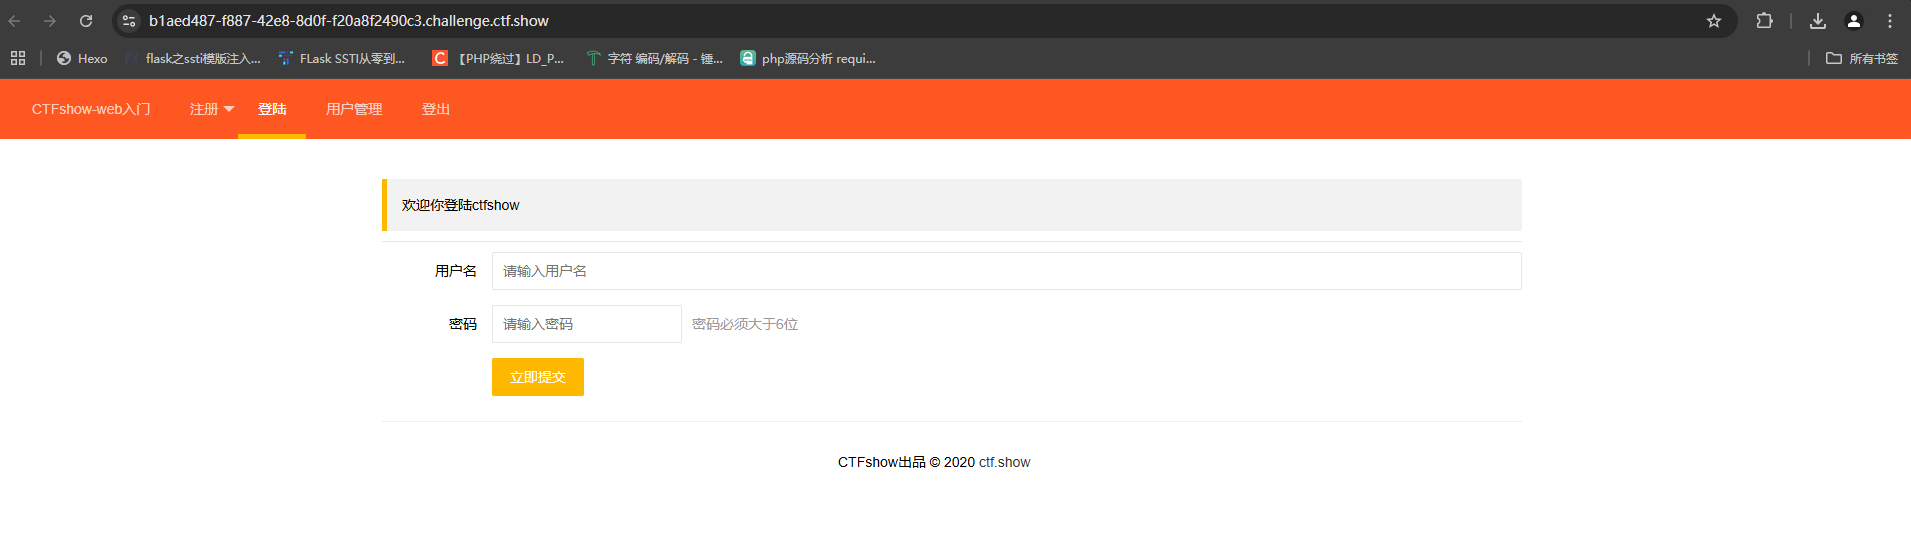 b1aed487-f887-42e8-8d0f-f20a8f2490c3.challenge.ctf.show
Hexo flask之ssti模版注入... FLask SSTI从零到... 【PHP绕过】LD_P... 字符 编码/解码 - 锤... php源码分析 requi... 所有书签
CTFshow-web入门 注册 登陆 用户管理 登出
欢迎你登陆ctfshow
用户名 请输入用户名
密码 请输入密码 密码必须大于6位
立即提交
CTFshow出品 © 2020 ctf.show